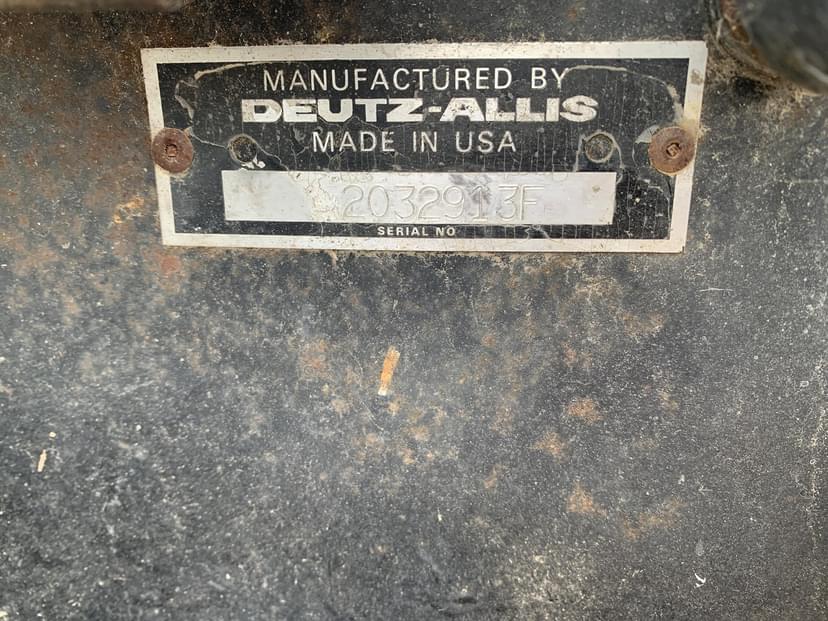 MANUFACTURED BY
DEUTZ-ALLIS
MADE IN USA
2032913F
SERIAL NO